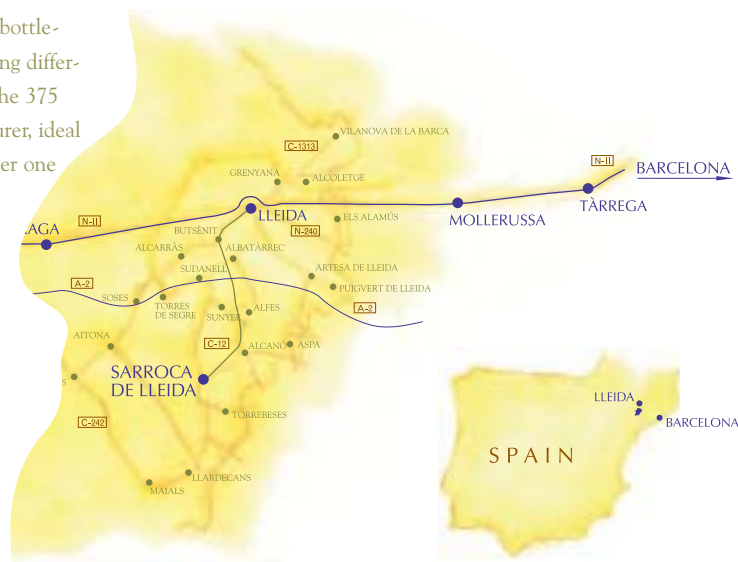 bottle-
ng differ-
he 375
urer, ideal
er one
VILANOVA DE LA BARCA
C-1313
GRENYANA
ALCOLETGE
N-II
BARCELONA
TÀRREGA
LLEIDA
ELS ALAMÚS
MOLLERUSSA
N-II
AGA
BUTSÈNIT
N-240
ALCARRÀS
ALBATÀRREC
SUDANELL
ARTESA DE LLEIDA
A-2
PUIGVERT DE LLEIDA
SOSES
TORRES
DE SEGRE
SUNYER
ALFES
A-2
AITONA
C-12
ALCANÓ
ASPA
SARROCA
DE LLEIDA
S
TORREBESES
C-242
LLARDECANS
MAIALS
LLEIDA
BARCELONA
SPAIN